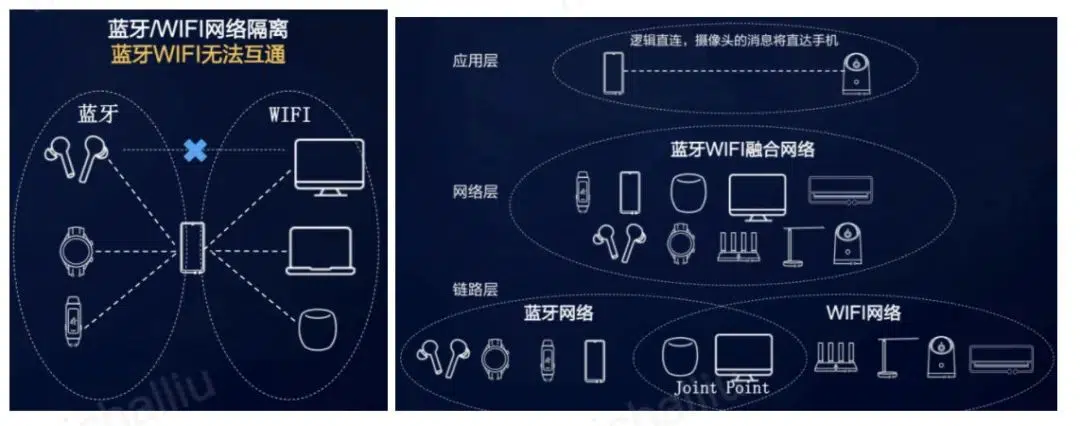 蓝牙/WIFI网络隔离
蓝牙WIFI无法互通
蓝牙
WIFI
应用层
逻辑直连，摄像头的消息将直达手机
蓝牙WIFI融合网络
网络层
链路层
蓝牙网络
WIFI网络
Joint Point